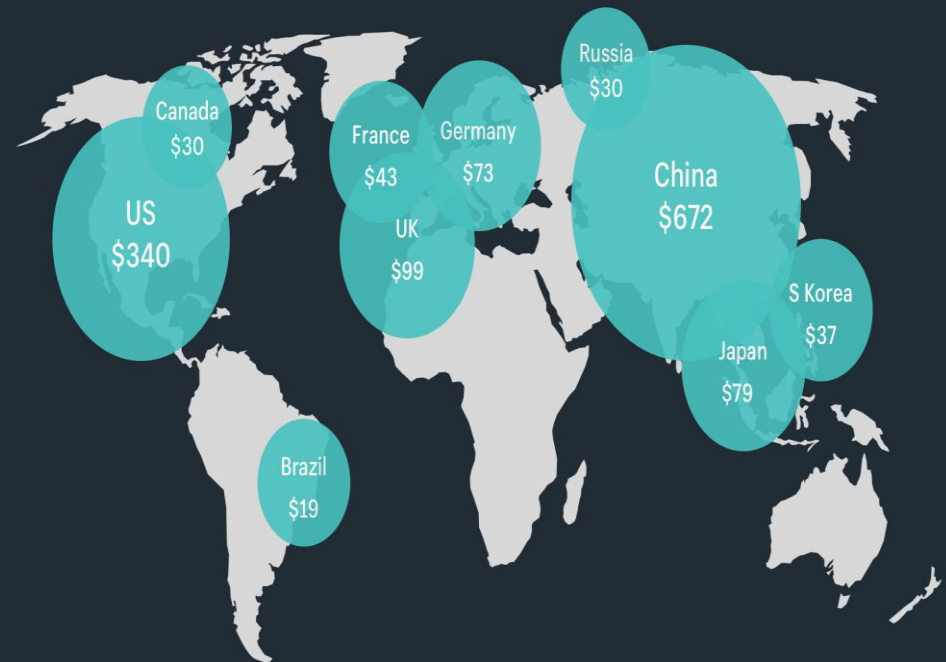 Russia
$30
Canada
$30
France
$43
Germany
$73
China
$672
US
$340
UK
$99
S Korea
$37
Japan
$79
Brazil
$19